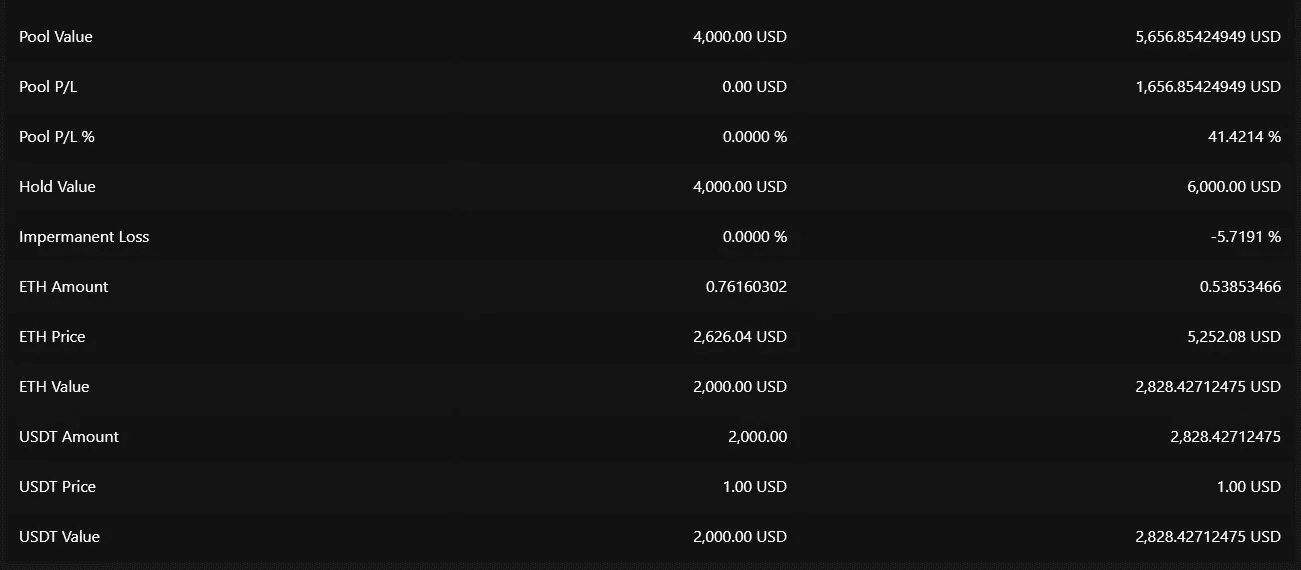 Pool Value 4,000.00 USD 5,656.85424949 USD
Pool P/L 0.00 USD 1,656.85424949 USD
Pool P/L % 0.0000 % 41.4214 %
Hold Value 4,000.00 USD 6,000.00 USD
Impermanent Loss 0.0000 % -5.7191 %
ETH Amount 0.76160302 0.53853466
ETH Price 2,626.04 USD 5,252.08 USD
ETH Value 2,000.00 USD 2,828.42712475 USD
USDT Amount 2,000.00 2,828.42712475
USDT Price 1.00 USD 1.00 USD
USDT Value 2,000.00 USD 2,828.42712475 USD